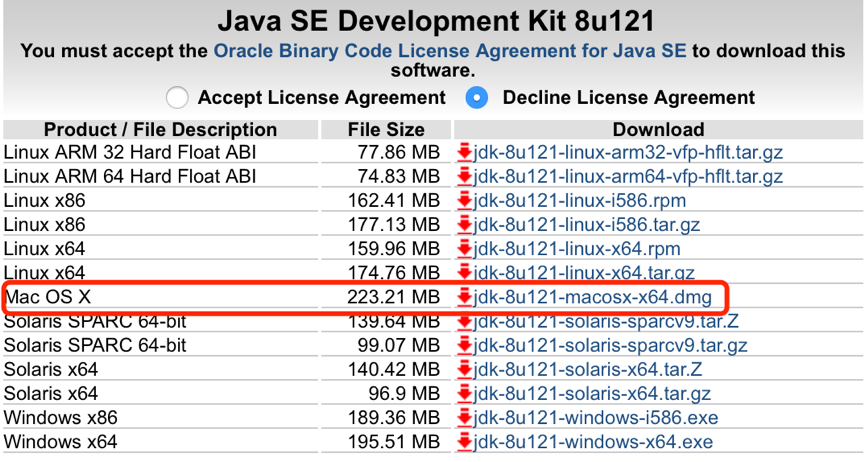 Java SE Development Kit 8u121
You must accept the Oracle Binary Code License Agreement for Java SE to download this
software.
Accept License Agreement Decline License Agreement
Product / File Description File Size Download
Linux ARM 32 Hard Float ABI 77.86 MB jdk-8u121-linux-arm32-vfp-hflt.tar.gz
Linux ARM 64 Hard Float ABI 74.83 MB jdk-8u121-linux-arm64-vfp-hflt.tar.gz
Linux x86 162.41 MB jdk-8u121-linux-i586.rpm
Linux x86 177.13 MB jdk-8u121-linux-i586.tar.gz
Linux x64 159.96 MB jdk-8u121-linux-x64.rpm
Linux x64 174.76 MB jdk-8u121-linux-x64.tar.gz
Mac OS X 223.21 MB jdk-8u121-macosx-x64.dmg
Solaris SPARC 64-bit 139.64 MB jdk-8u121-solaris-sparcv9.tar.Z
Solaris SPARC 64-bit 99.07 MB jdk-8u121-solaris-sparcv9.tar.gz
Solaris x64 140.42 MB jdk-8u121-solaris-x64.tar.Z
Solaris x64 96.9 MB jdk-8u121-solaris-x64.tar.gz
Windows x86 189.36 MB jdk-8u121-windows-i586.exe
Windows x64 195.51 MB jdk-8u121-windows-x64.exe